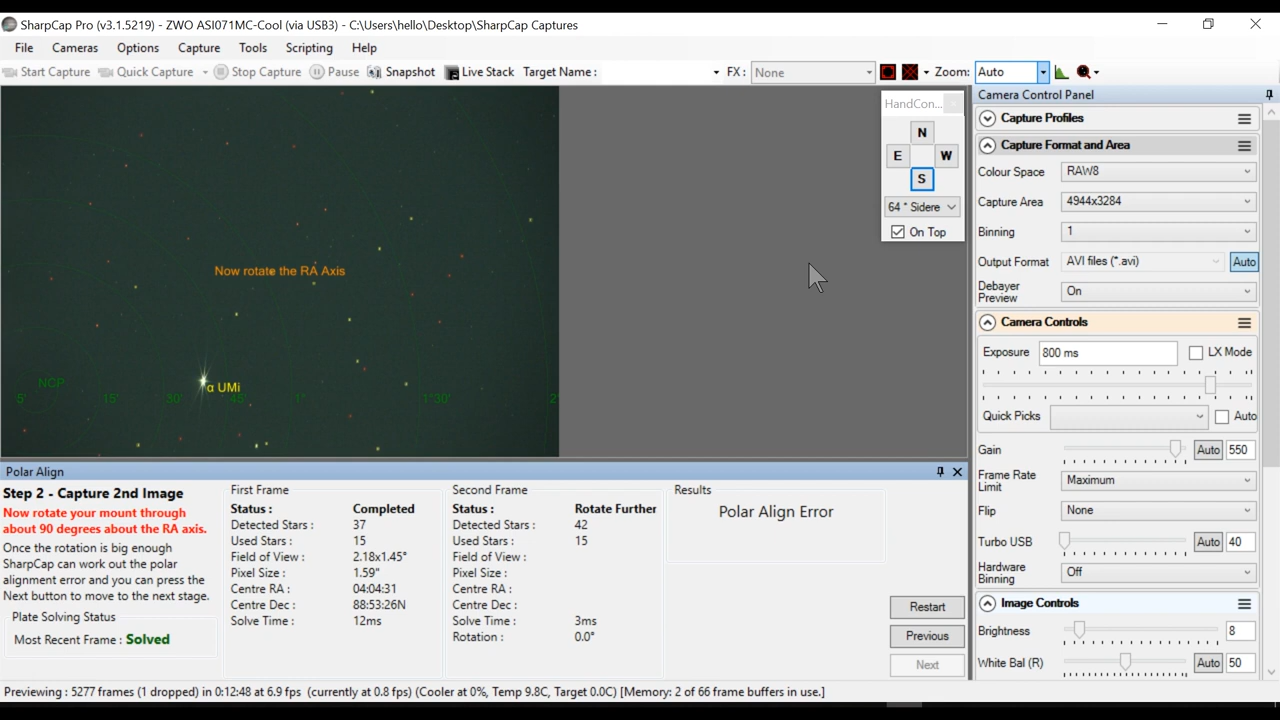 SharpCap Pro (v3.1.5219) - ZWO ASI071MC-Cool (via USB3) - C:\Users\hello\Desktop\SharpCap Captures
File Cameras Options Capture Tools Scripting Help
Start Capture Quick Capture Stop Capture Pause Snapshot Live Stack Target Name : FX : None Zoom: Auto
Now rotate the RA Axis
NCP
α UMi
5' 15' 30' 45' 1° 1°30' 2°
HandCon...
N
E W
S
64 * Sidere
On Top
Camera Control Panel
Capture Profiles
Capture Format and Area
Colour Space RAW8
Capture Area 4944x3284
Binning 1
Output Format AVI files (*.avi) Auto
Debayer
Preview On
Camera Controls
Exposure 800 ms LX Mode
Quick Picks Auto
Gain Auto 550
Frame Rate
Limit Maximum
Flip None
Turbo USB Auto 40
Hardware
Binning Off
Image Controls
Brightness 8
White Bal (R) Auto 50
Polar Align
Step 2 - Capture 2nd Image
Now rotate your mount through
about 90 degrees about the RA axis.
Once the rotation is big enough
SharpCap can work out the polar
alignment error and you can press the
Next button to move to the next stage.
Plate Solving Status
Most Recent Frame : Solved
First Frame
Status : Completed
Detected Stars : 37
Used Stars : 15
Field of View : 2.18x1.45°
Pixel Size : 1.59"
Centre RA : 04:04:31
Centre Dec : 88:53:26N
Solve Time : 12ms
Second Frame
Status : Rotate Further
Detected Stars : 42
Used Stars : 15
Field of View :
Pixel Size :
Centre RA :
Centre Dec :
Solve Time : 3ms
Rotation : 0.0°
Results
Polar Align Error
Restart
Previous
Next
Previewing : 5277 frames (1 dropped) in 0:12:48 at 6.9 fps (currently at 0.8 fps) (Cooler at 0%, Temp 9.8C, Target 0.0C) [Memory: 2 of 66 frame buffers in use.]